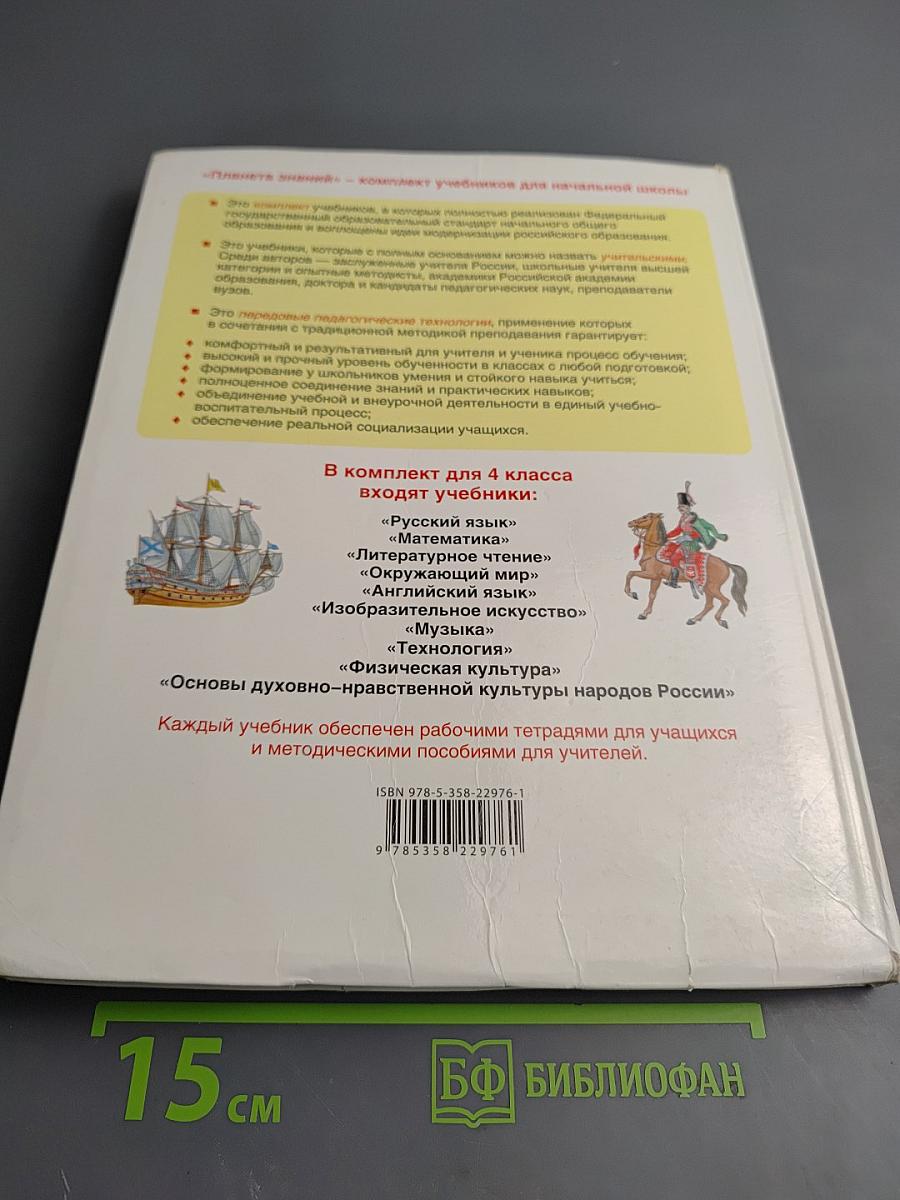 «Планета знаний» – комплект учебников для начальной школы
Это комплект учебников, в которых полностью реализован Федеральный
государственный образовательный стандарт начального общего
образования и воплощены идеи модернизации российского образования.
Это учебники, которые с полным основанием можно назвать учительскими.
Среди авторов — заслуженные учителя России, школьные учителя высшей
категории и опытные методисты, академики Российской академии
образования, доктора и кандидаты педагогических наук, преподаватели
вузов.
Это передовые педагогические технологии, применение которых
в сочетании с традиционной методикой преподавания гарантирует:
комфортный и результативный для учителя и ученика процесс обучения;
высокий и прочный уровень обученности в классах с любой подготовкой;
формирование у школьников умения и стойкого навыка учиться;
полноценное соединение знаний и практических навыков;
объединение учебной и внеурочной деятельности в единый учебно-
воспитательный процесс;
обеспечение реальной социализации учащихся.
В комплект для 4 класса
входят учебники:
«Русский язык»
«Математика»
«Литературное чтение»
«Окружающий мир»
«Английский язык»
«Изобразительное искусство»
«Музыка»
«Технология»
«Физическая культура»
«Основы духовно–нравственной культуры народов России»
Каждый учебник обеспечен рабочими тетрадями для учащихся
и методическими пособиями для учителей.
ISBN 978-5-358-22976-1
9 785358 229761
15 см
БФ БИБЛИОФАН